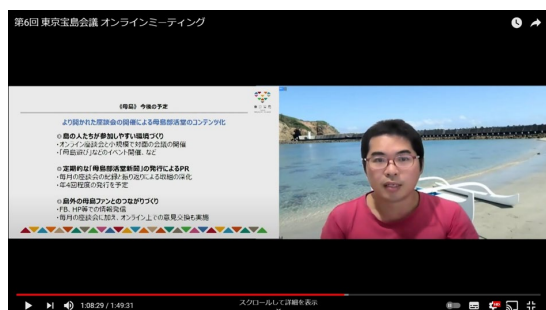 第6回 東京宝島会議 オンラインミーティング
《母島》 今後の予定
より開かれた座談会の開催による母島部活堂のコンテンツ化
島の人たちが参加しやすい環境づくり
・オンライン座談会と小規模で対面の会議の開催
・「母島遊び」などのイベント開催、など
定期的な「母島部活堂新聞」の発行によるPR
・毎月の座談会の記録と振り返りによる取組の深化
・年4回程度の発行を予定
島外の母島ファンとのつながりづくり
・FB、HP等での情報発信
・毎月の座談会に加え、オンライン上での意見交換も実施
スクロールして詳細を表示
1:08:29 / 1:49:31